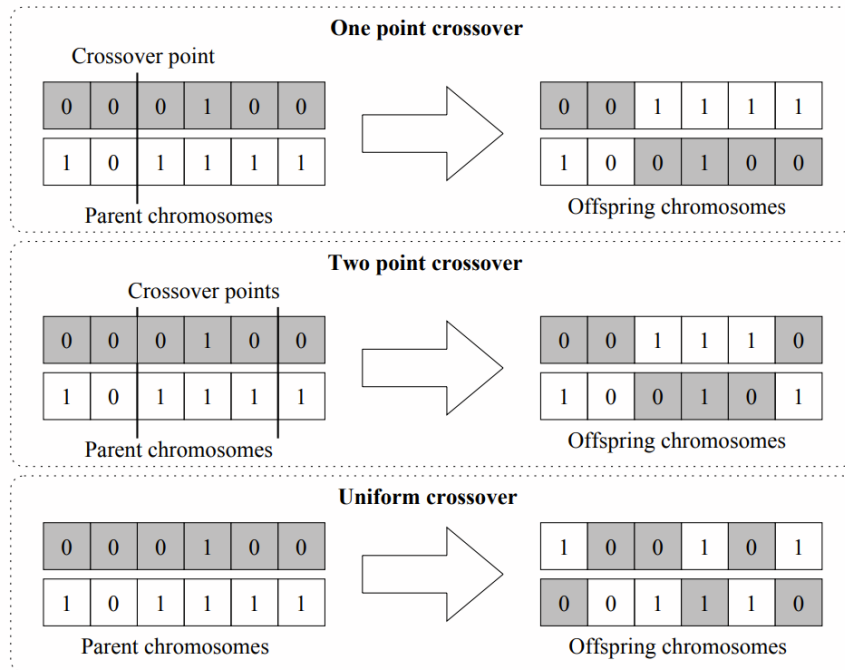 One point crossover
Crossover point
0 0 0 1 0 0
0 0 1 1 1 1
1 0 1 1 1 1
1 0 0 1 0 0
Parent chromosomes
Offspring chromosomes
Two point crossover
Crossover points
0 0 0 1 0 0
0 0 1 1 1 0
1 0 1 1 1 1
1 0 0 1 0 1
Parent chromosomes
Offspring chromosomes
Uniform crossover
0 0 0 1 0 0
1 0 0 1 0 1
1 0 1 1 1 1
0 0 1 1 1 0
Parent chromosomes
Offspring chromosomes